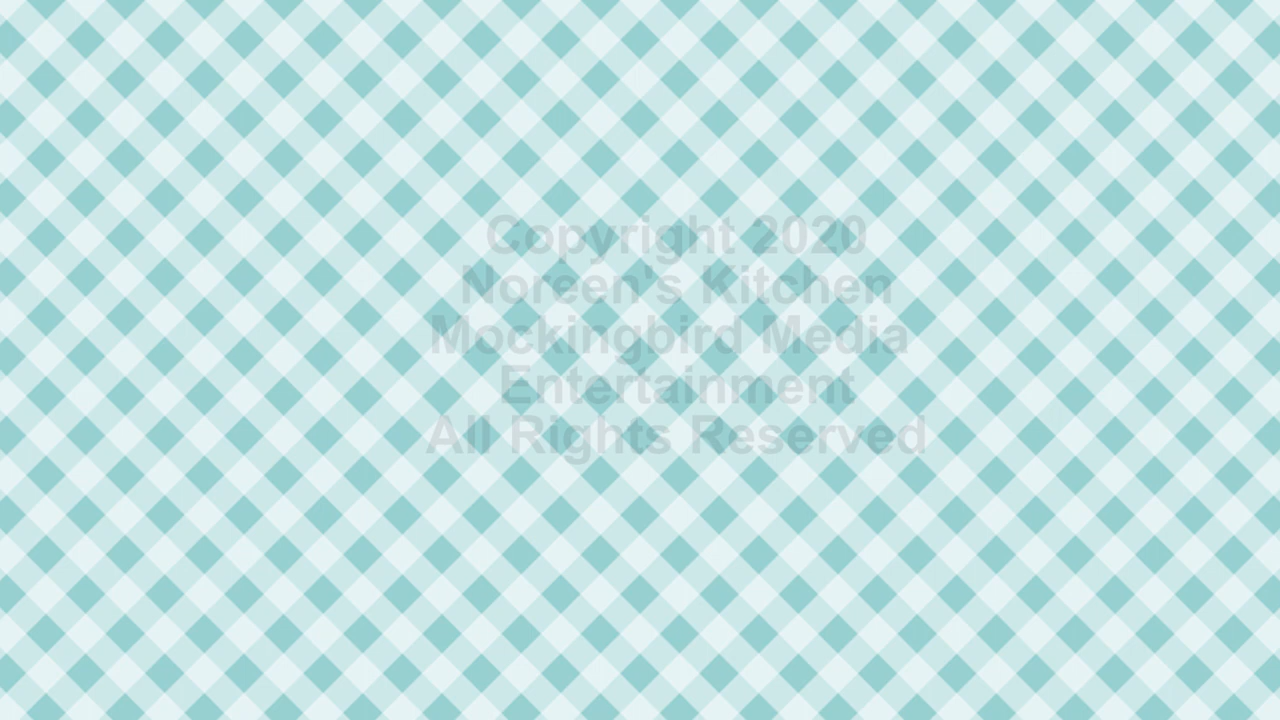 Copyright 2020
Noreen's Kitchen
Mockingbird Media
Entertainment
All Rights Reserved